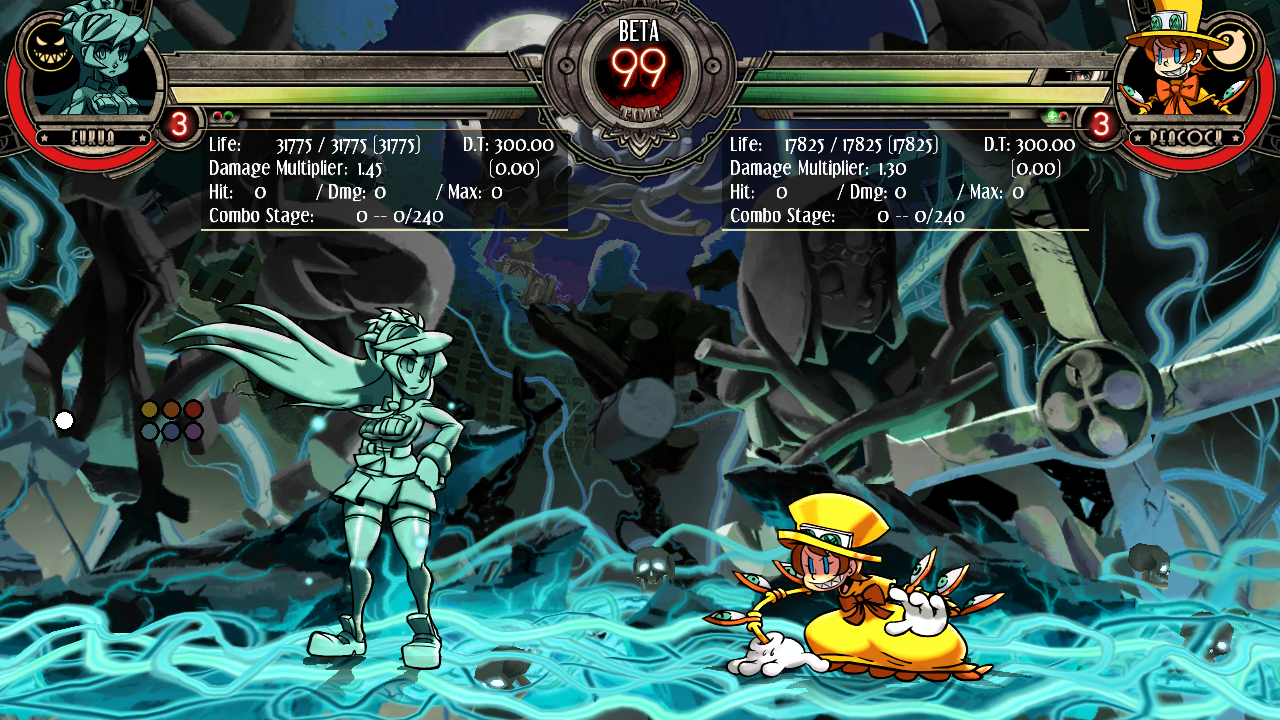 BETA
99
TIME
FUKUA
3
3
PEACOCK
Life: 31775 / 31775 [31775] D.T: 300.00
Damage Multiplier: 1.45 [0.00]
Hit: 0 / Dmg: 0 / Max: 0
Combo Stage: 0 -- 0/240
Life: 17825 / 17825 [17825] D.T: 300.00
Damage Multiplier: 1.30 [0.00]
Hit: 0 / Dmg: 0 / Max: 0
Combo Stage: 0 -- 0/240